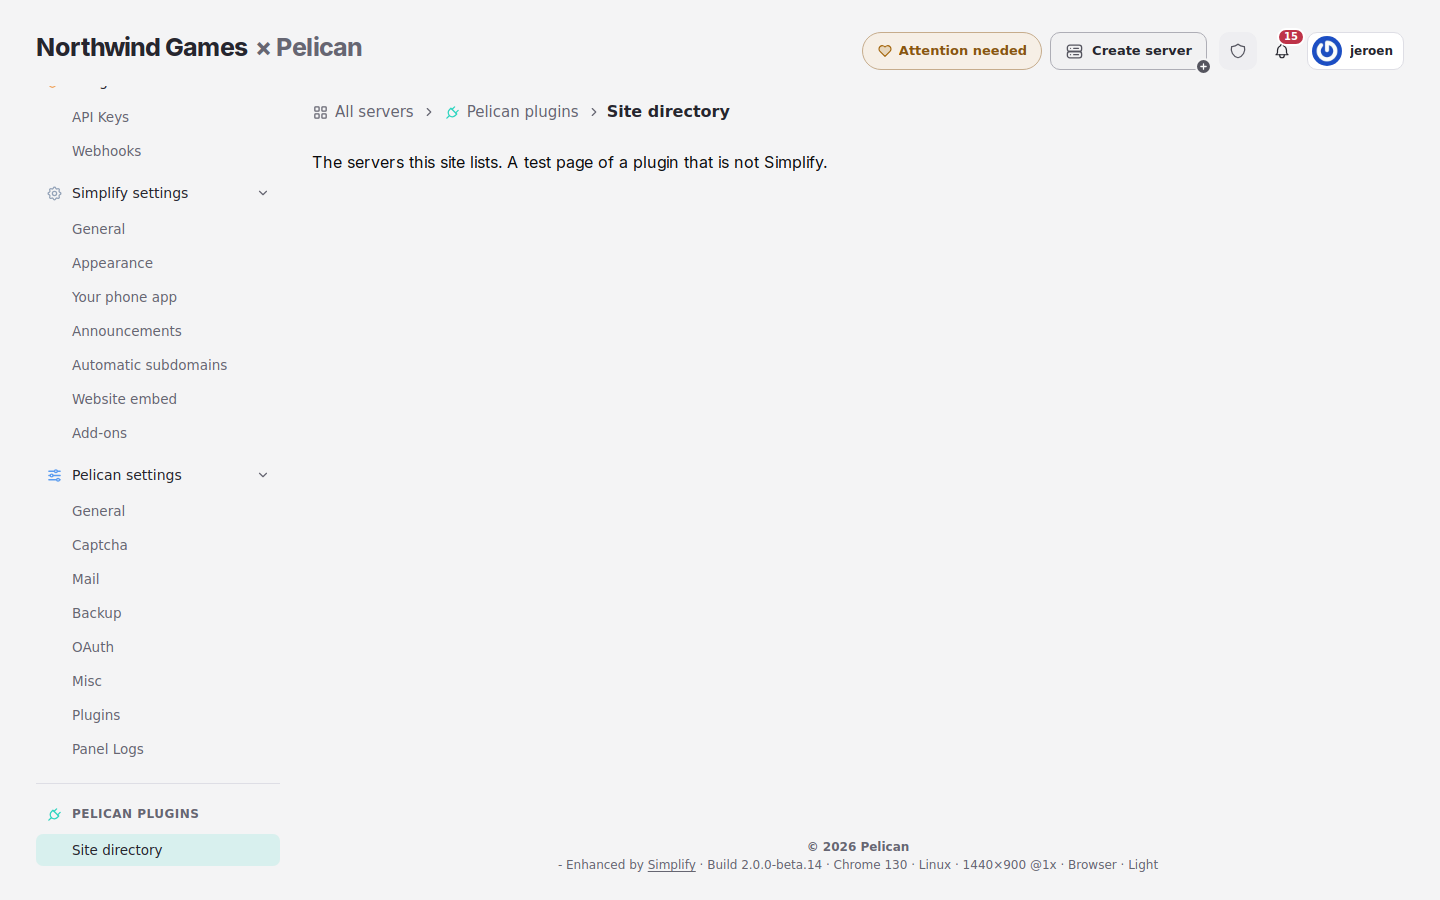 Northwind Games × Pelican
Attention needed
Create server
15
jeroen
API Keys
Webhooks
Simplify settings
General
Appearance
Your phone app
Announcements
Automatic subdomains
Website embed
Add-ons
Pelican settings
General
Captcha
Mail
Backup
OAuth
Misc
Plugins
Panel Logs
PELICAN PLUGINS
Site directory
All servers > Pelican plugins > Site directory
The servers this site lists. A test page of a plugin that is not Simplify.
© 2026 Pelican
- Enhanced by Simplify · Build 2.0.0-beta.14 · Chrome 130 · Linux · 1440×900 @1x · Browser · Light